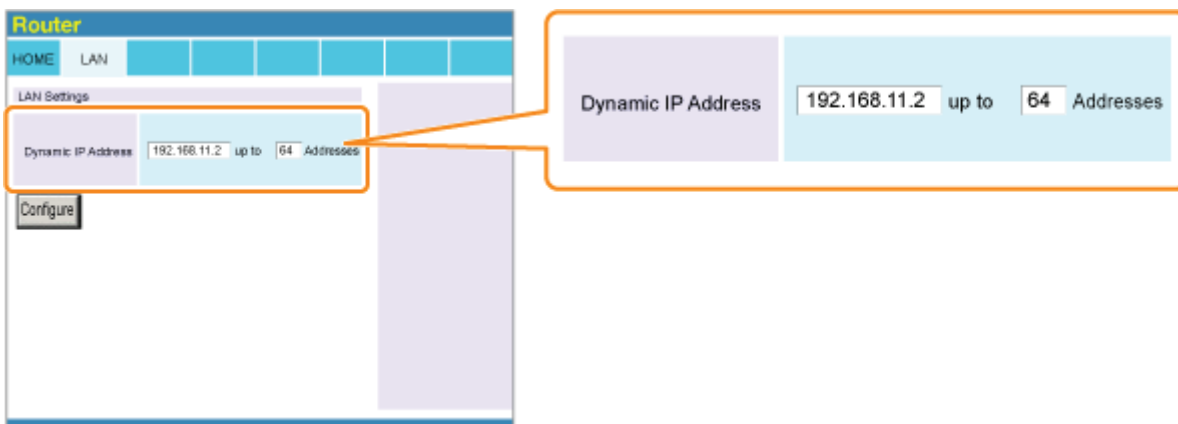 Router
HOME LAN
LAN Settings
Dynamic IP Address 192.168.11.2 up to 64 Addresses
Configure
Dynamic IP Address 192.168.11.2 up to 64 Addresses